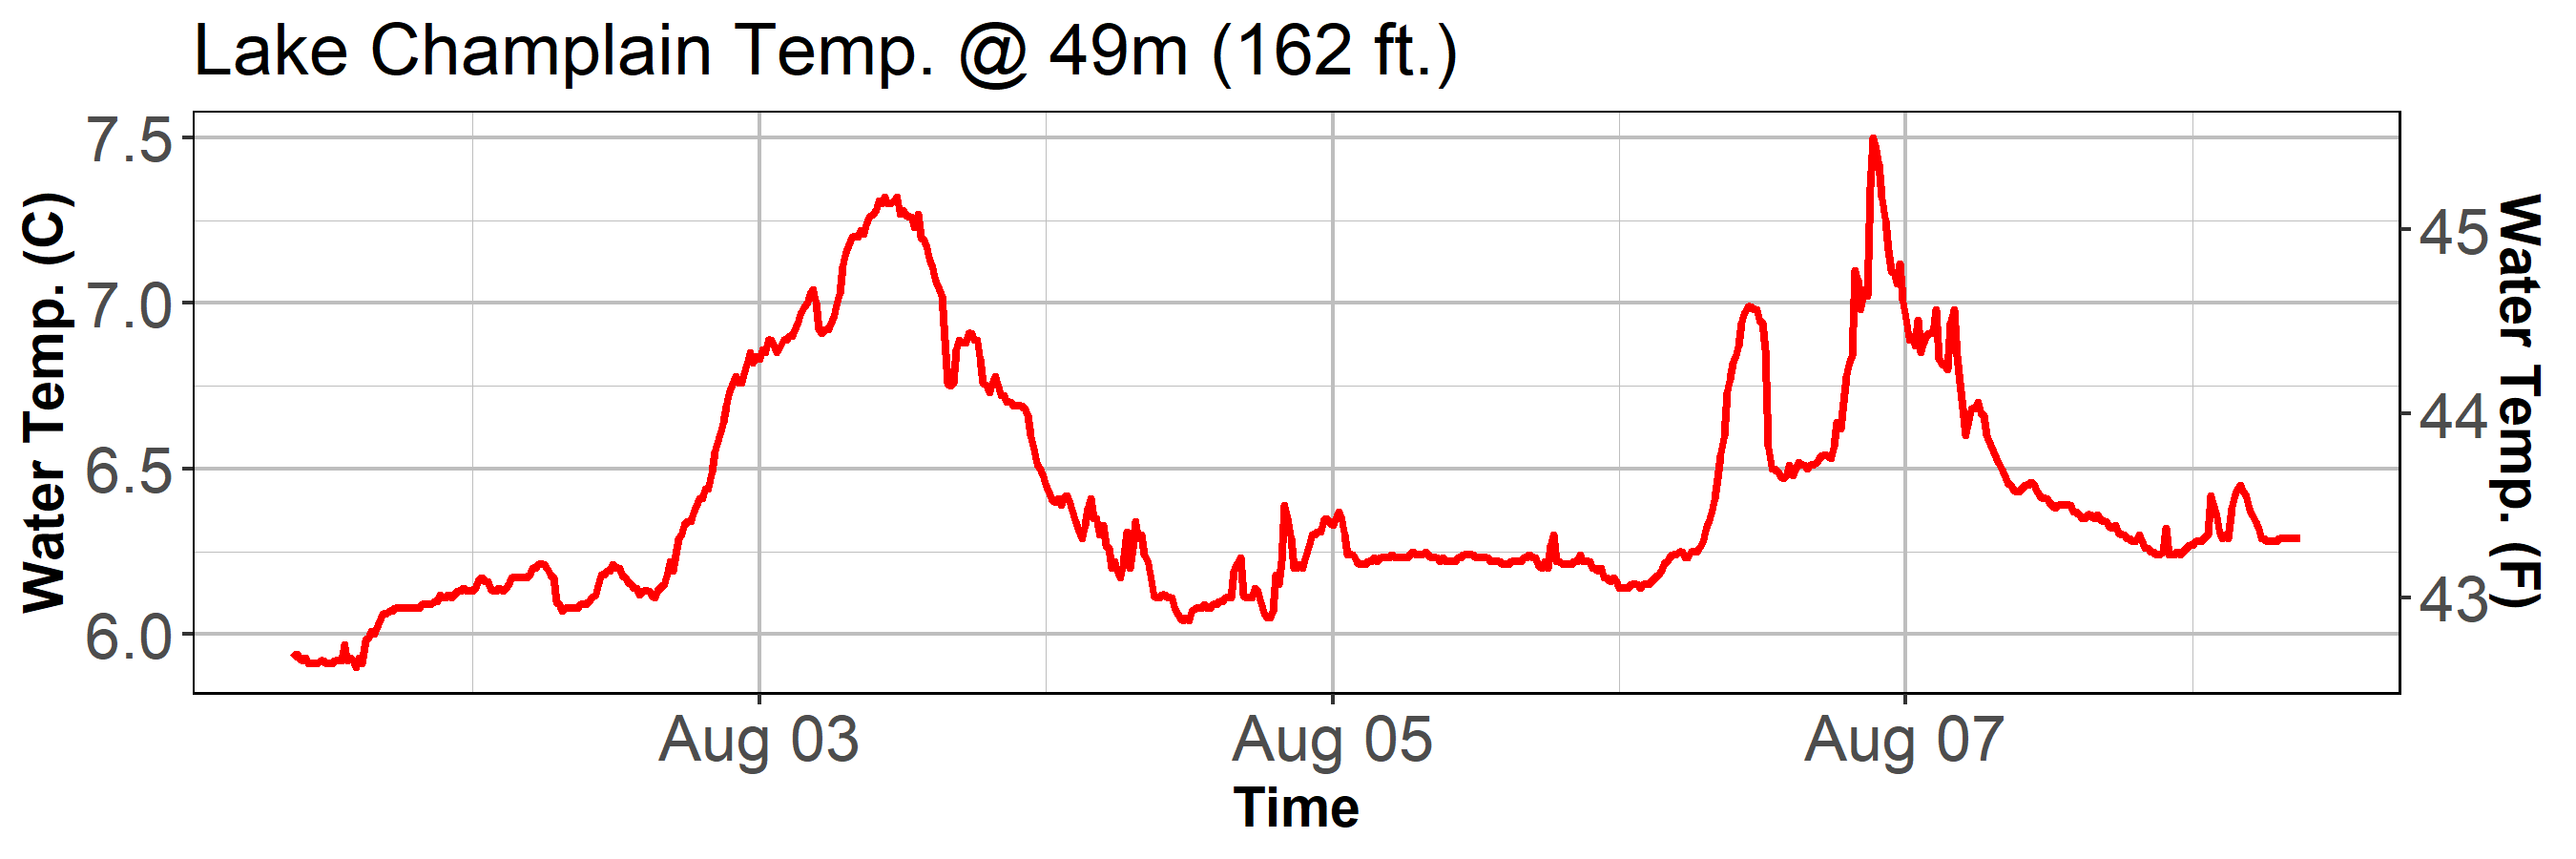 Lake Champlain Temp. @ 49m (162 ft.)
Water Temp. (C)
7.5
7.0
6.5
6.0
45
44
43
Water Temp. (F)
Aug 03 Aug 05 Aug 07
Time